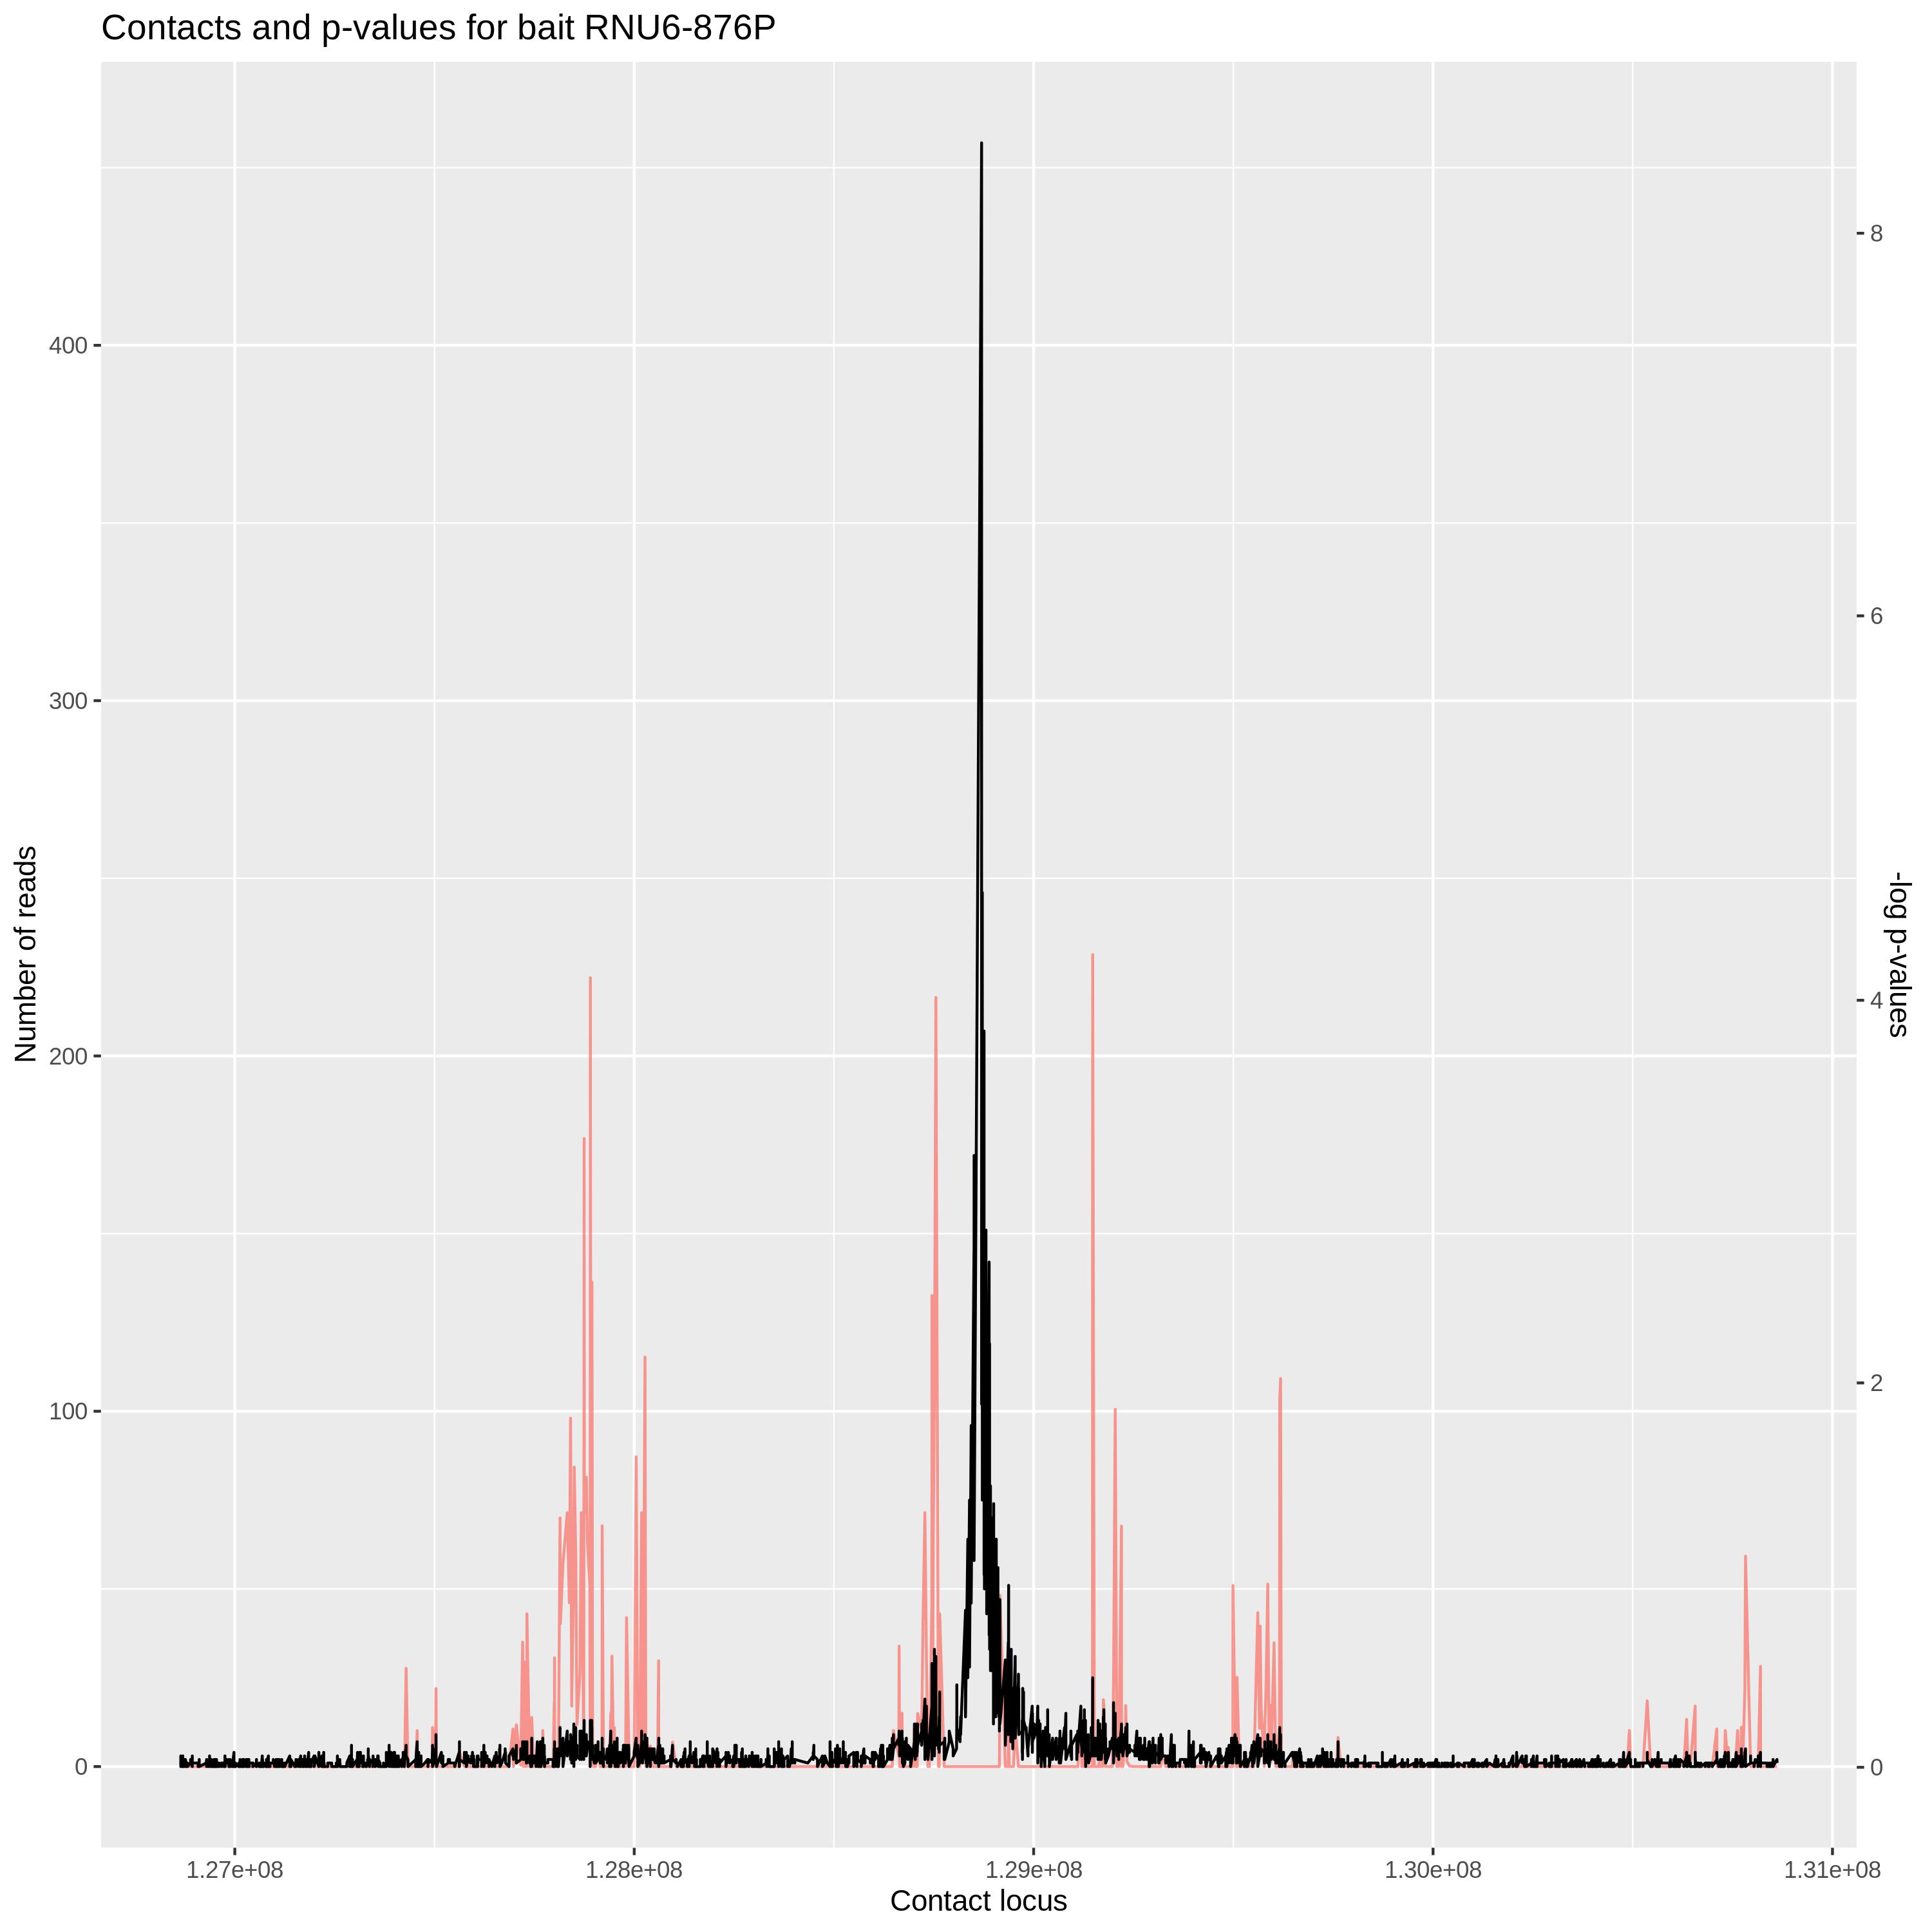 Contacts and p-values for bait RNU6-876P
Number of reads
400
300
200
100
0
8
6
4
2
0
-log p-values
1.27e+08 1.28e+08 1.29e+08 1.30e+08 1.31e+08
Contact locus